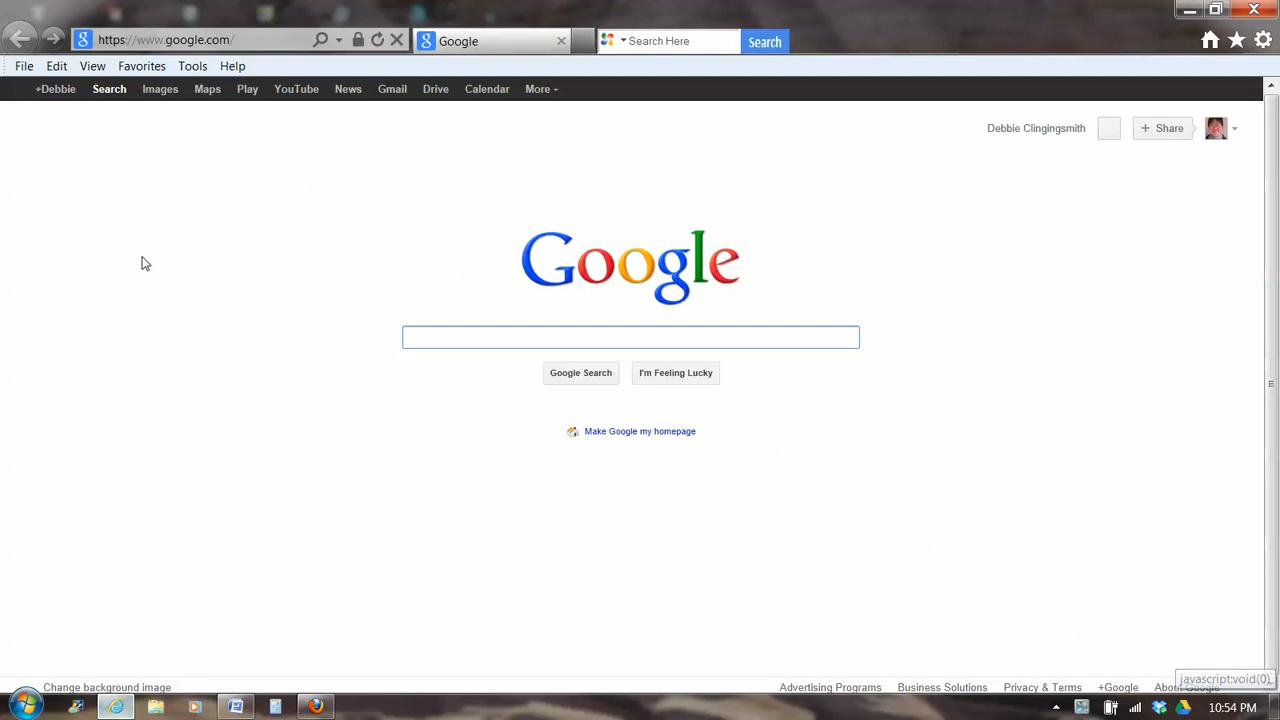 https://www.google.com/
Google
Search Here
Search
File Edit View Favorites Tools Help
+Debbie Search Images Maps Play YouTube News Gmail Drive Calendar More
Debbie Clingingsmith
+ Share
Google
Google Search
I'm Feeling Lucky
Make Google my homepage
javascript:void(0)
Change background image
Advertising Programs Business Solutions Privacy & Terms +Google About Google
10:54 PM